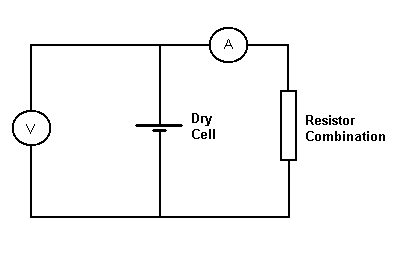 A
V
Dry
Cell
Resistor
Combination